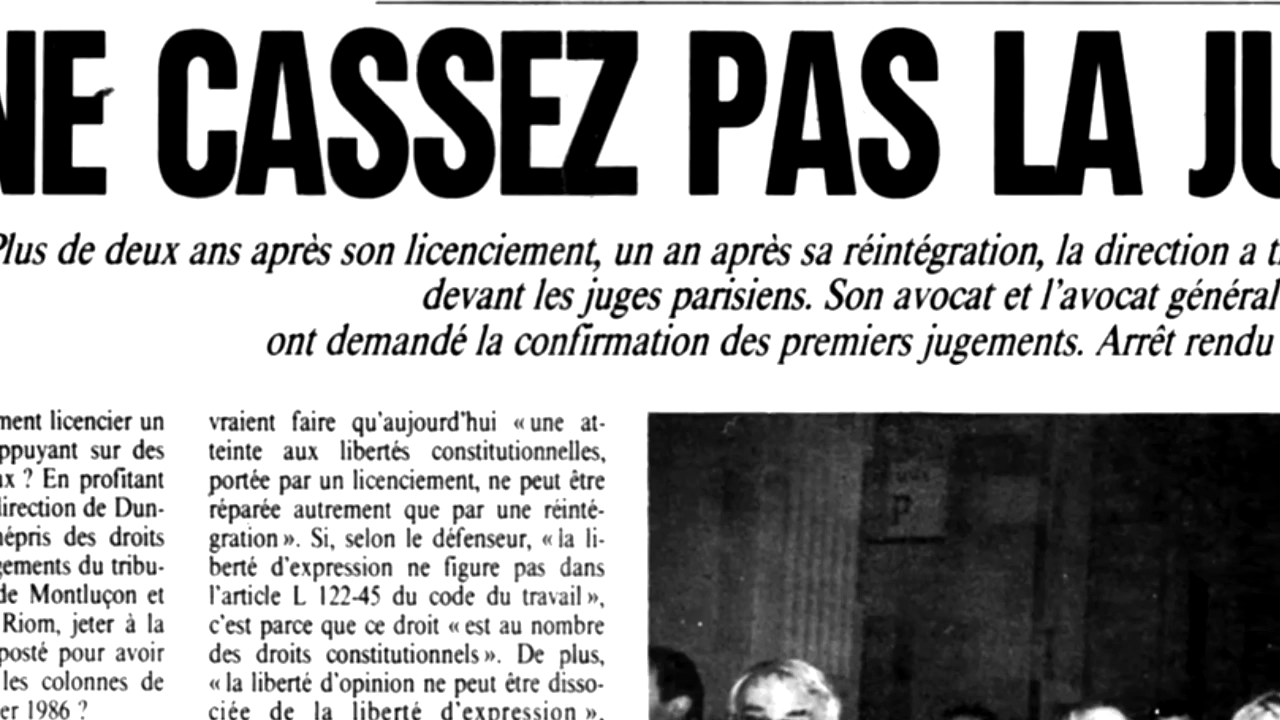 NE CASSEZ PAS LA JU
Plus de deux ans après son licenciement, un an après sa réintégration, la direction a
devant les juges parisiens. Son avocat et l'avocat général
ont demandé la confirmation des premiers jugements. Arrêt rendu
ment licencier un
ppuyant sur des
ux ? En profitant
direction de Dun-
népris des droits
gements du tribu-
de Montluçon et
Riom, jeter à la
posté pour avoir
les colonnes de
er 1986 ?
vraient faire qu'aujourd'hui « une at-
teinte aux libertés constitutionnelles,
portée par un licenciement, ne peut être
réparée autrement que par une réinté-
gration ». Si, selon le défenseur, « la li-
berté d'expression ne figure pas dans
l'article L 122-45 du code du travail »,
c'est parce que ce droit « est au nombre
des droits constitutionnels ». De plus,
« la liberté d'opinion ne peut être disso-
ciée de la liberté d'expression ».
P